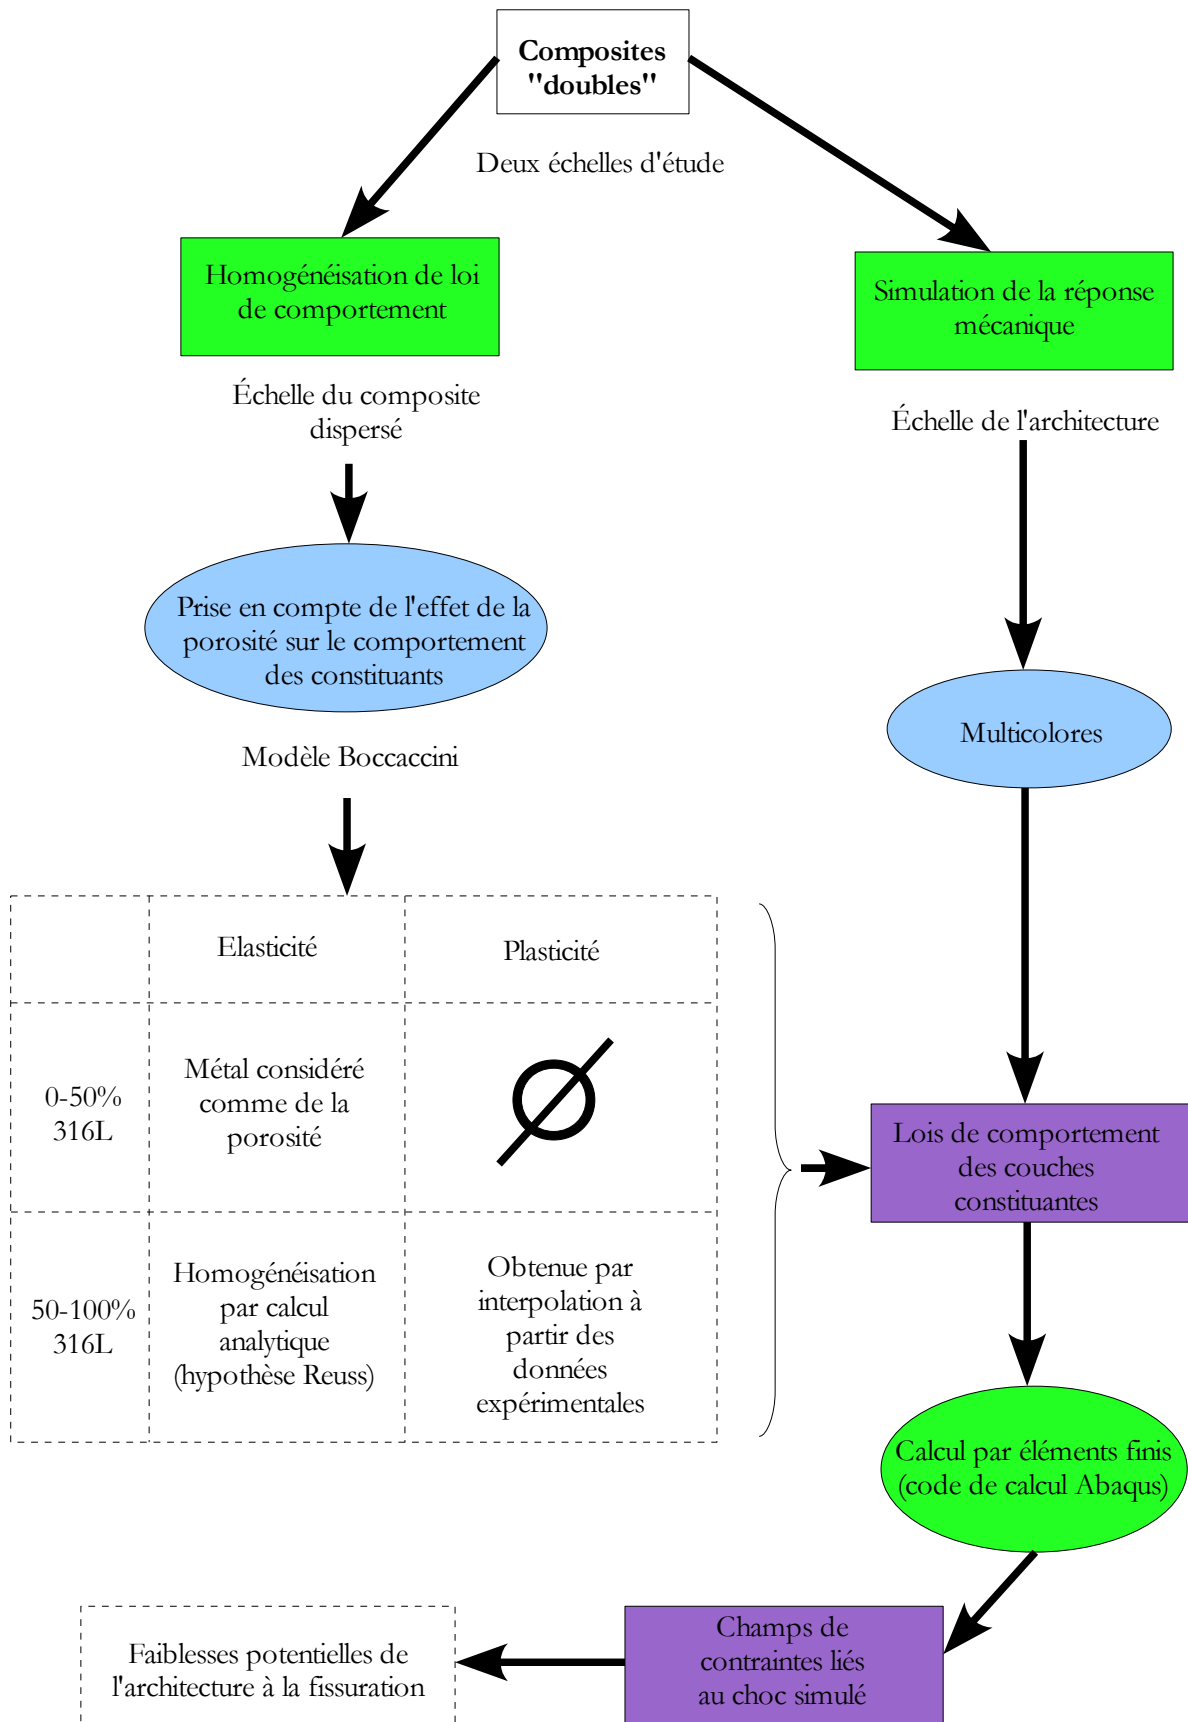 Composites
"doubles"
Deux échelles d'étude
Homogénéisation de loi
de comportement
Simulation de la réponse
mécanique
Échelle du composite
dispersé
Échelle de l'architecture
Prise en compte de l'effet de la
porosité sur le comportement
des constituants
Multicolores
Modèle Boccaccini
Elasticité
Plasticité
0-50%
316L
Métal considéré
comme de la
porosité
Lois de comportement
des couches
constituantes
50-100%
316L
Homogénéisation
par calcul
analytique
(hypothèse Reuss)
Obtenue par
interpolation à
partir des
données
expérimentales
Calcul par éléments finis
(code de calcul Abaqus)
Champs de
contraintes liés
au choc simulé
Faiblesses potentielles de
l'architecture à la fissuration